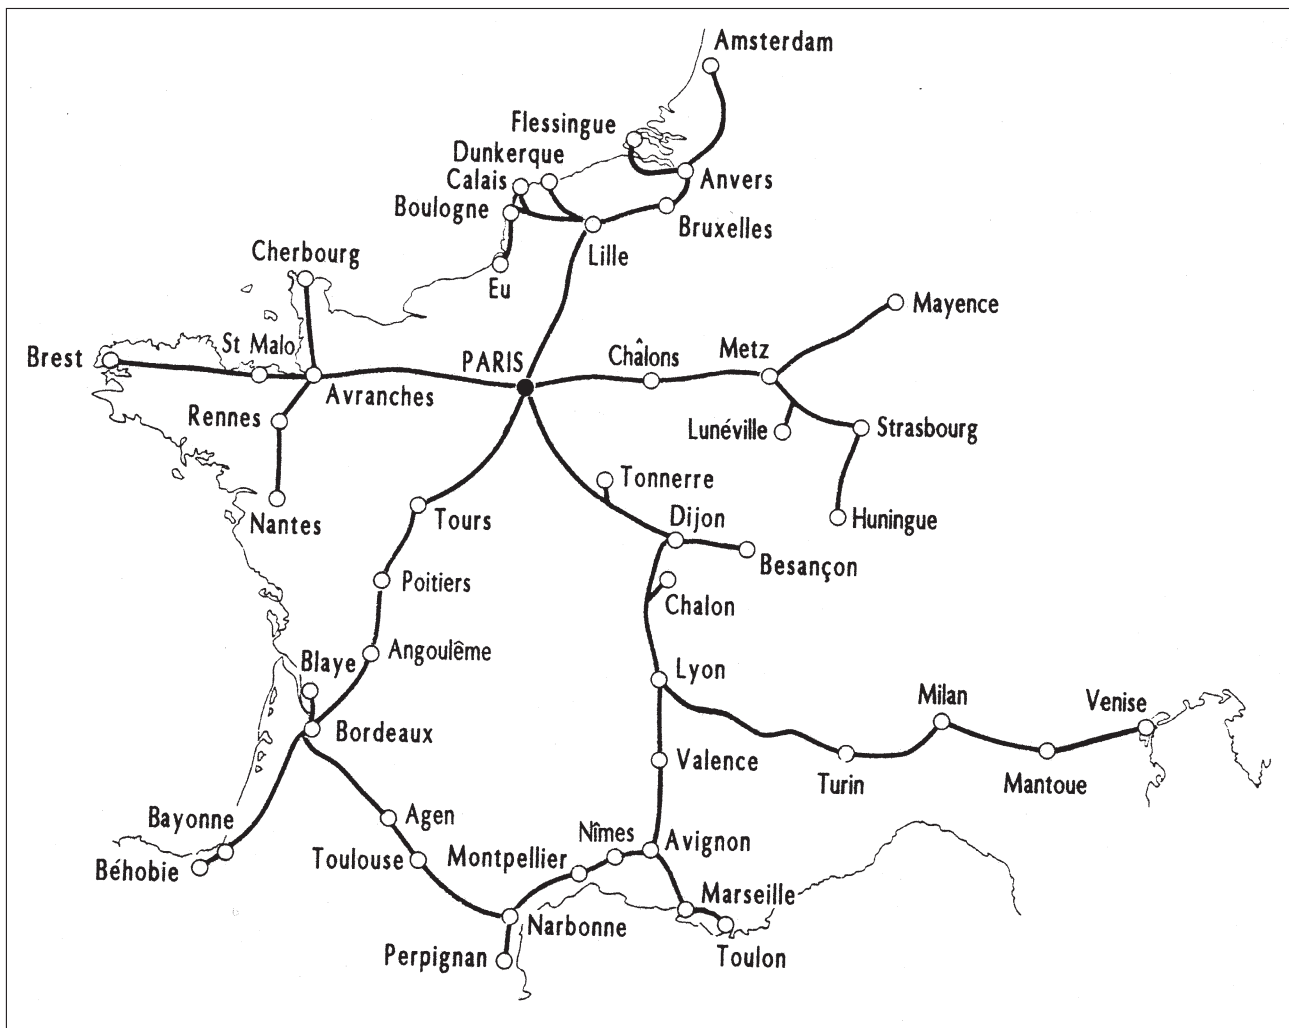 Amsterdam
Flessingue
Dunkerque
Calais
Anvers
Boulogne
Bruxelles
Lille
Cherbourg
Eu
Mayence
St Malo
Brest
PARIS
Châlons
Metz
Avranches
Rennes
Lunéville
Strasbourg
Tonnerre
Nantes
Tours
Dijon
Huningue
Besançon
Poitiers
Chalon
Angoulême
Blaye
Lyon
Milan
Venise
Bordeaux
Valence
Turin
Mantoue
Bayonne
Agen
Nîmes
Avignon
Béhobie
Toulouse
Montpellier
Marseille
Narbonne
Perpignan
Toulon